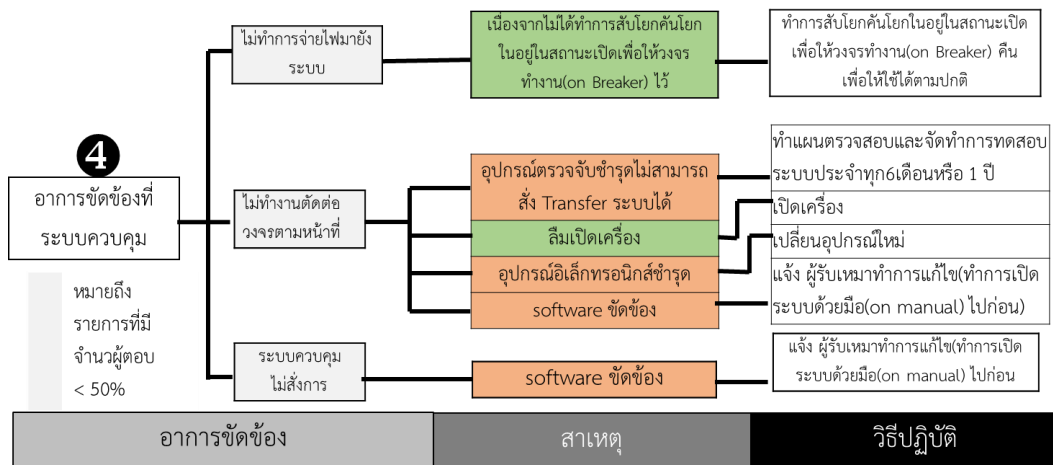 ไม่ทำการจ่ายไฟมายัง
ระบบ
เนื่องจากไม่ได้ทำการสับโยกคันโยก
ในอยู่ในสถานะเปิดเพื่อให้วงจร
ทำงาน(on Breaker) ไว้
ทำการสับโยกคันโยกในอยู่ในสถานะเปิด
เพื่อให้วงจรทำงาน(on Breaker) คืน
เพื่อให้ใช้ได้ตามปกติ
4
อาการขัดข้องที่
ระบบควบคุม
ไม่ทำงานตัดต่อ
วงจรตามหน้าที่
อุปกรณ์ตรวจจับชำรุดไม่สามารถ
สั่ง Transfer ระบบได้
ทำแผนตรวจสอบและจัดทำการทดสอบ
ระบบประจำทุก6เดือนหรือ 1 ปี
ลืมเปิดเครื่อง
เปิดเครื่อง
อุปกรณ์อิเล็กทรอนิกส์ชำรุด
เปลี่ยนอุปกรณ์ใหม่
software ขัดข้อง
แจ้ง ผู้รับเหมาทำการแก้ไข(ทำการเปิด
ระบบด้วยมือ(on manual) ไปก่อน)
หมายถึง
รายการที่มี
จำนวผู้ตอบ
< 50%
ระบบควบคุม
ไม่สั่งการ
software ขัดข้อง
แจ้ง ผู้รับเหมาทำการแก้ไข(ทำการเปิด
ระบบด้วยมือ(on manual) ไปก่อน
อาการขัดข้อง
สาเหตุ
วิธีปฏิบัติ